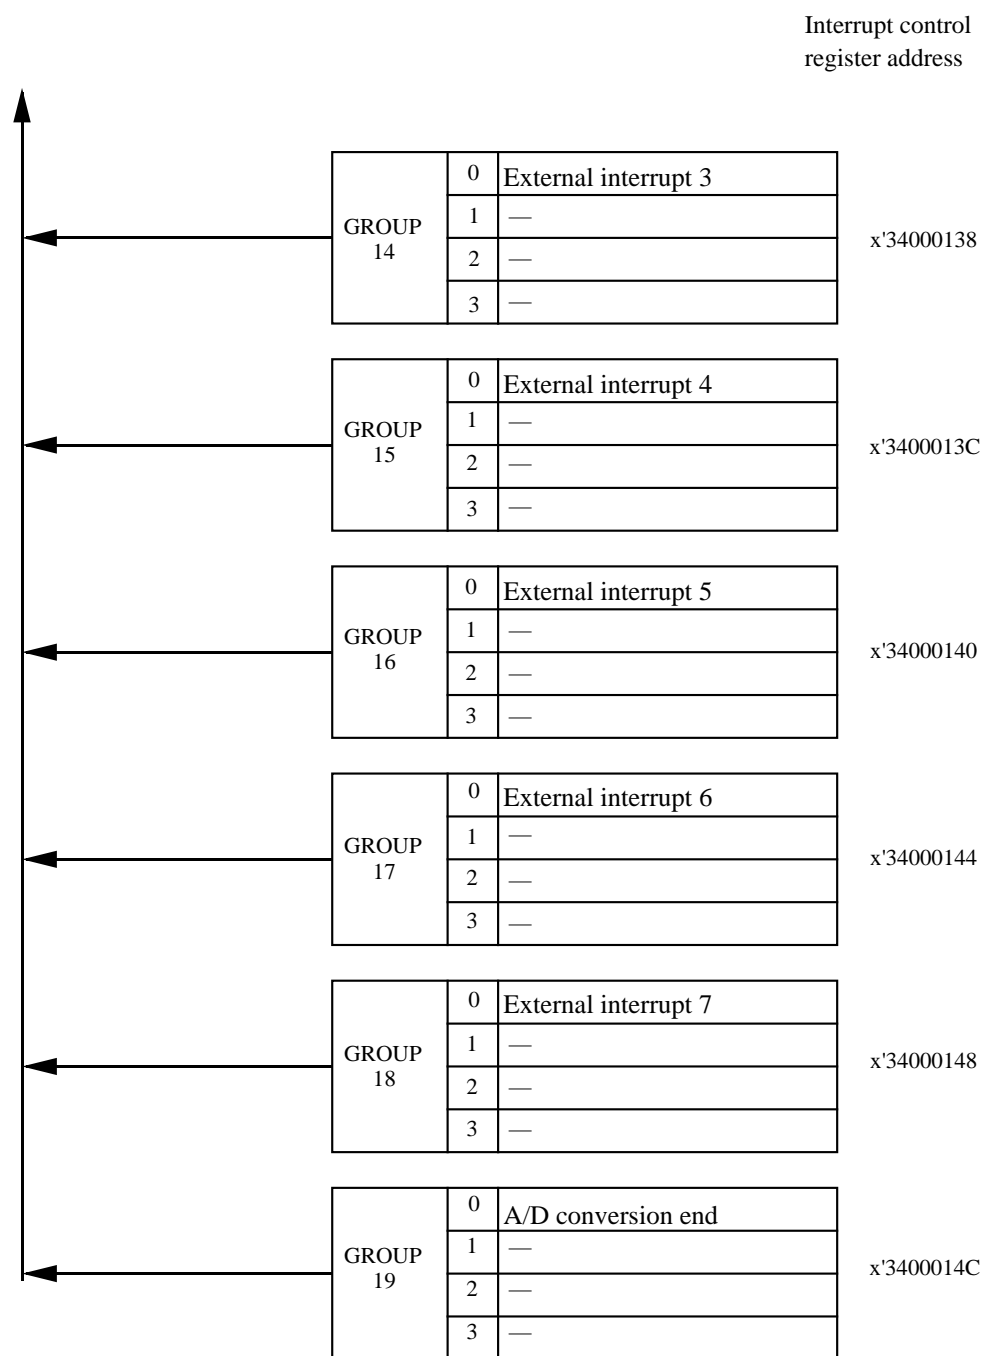 Interrupt control
register address
GROUP
14
0 External interrupt 3
1 —
2 —
3 —
x'34000138
GROUP
15
0 External interrupt 4
1 —
2 —
3 —
x'3400013C
GROUP
16
0 External interrupt 5
1 —
2 —
3 —
x'34000140
GROUP
17
0 External interrupt 6
1 —
2 —
3 —
x'34000144
GROUP
18
0 External interrupt 7
1 —
2 —
3 —
x'34000148
GROUP
19
0 A/D conversion end
1 —
2 —
3 —
x'3400014C